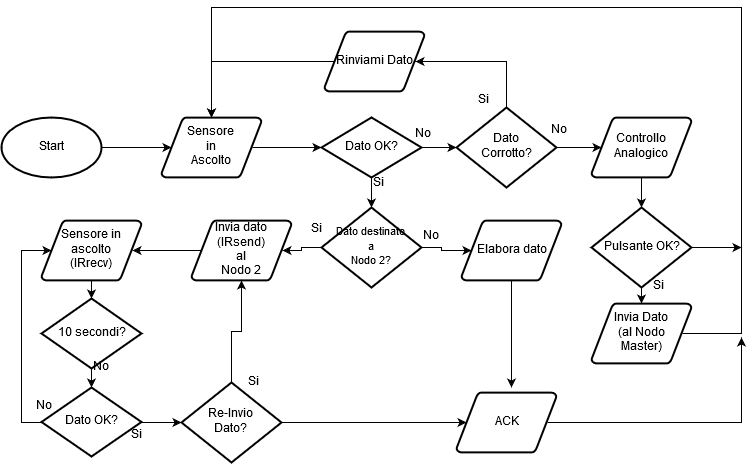 Si
Rinviami Dato
Si
Start
Sensore
in
Ascolto
Dato OK?
No
Dato
Corrotto?
No
Controllo
Analogico
Si
Sensore in
ascolto
(IRrecv)
Invia dato
(IRsend)
al
Nodo 2
Si
Dato destinato
a
Nodo 2?
No
Elabora dato
Pulsante OK?
Si
10 secondi?
No
Invia Dato
(al Nodo
Master)
No
Dato OK?
Si
Si
Re-Invio
Dato?
ACK